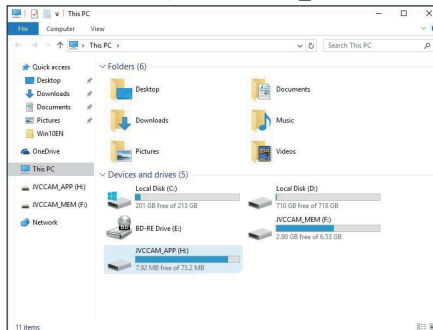 This PC
File Computer View
This PC
Search This PC
Quick access
Desktop
Downloads
Documents
Pictures
Win10EN
OneDrive
This PC
JVCCAM_APP (H:)
JVCCAM_MEM (F:)
Network
Folders (6)
Desktop
Documents
Downloads
Music
Pictures
Videos
Devices and drives (5)
Local Disk (C:)
201 GB free of 213 GB
Local Disk (D:)
710 GB free of 718 GB
BD-RE Drive (E:)
JVCCAM_MEM (F:)
2.90 GB free of 6.53 GB
JVCCAM_APP (H:)
7.92 MB free of 73.2 MB
11 items